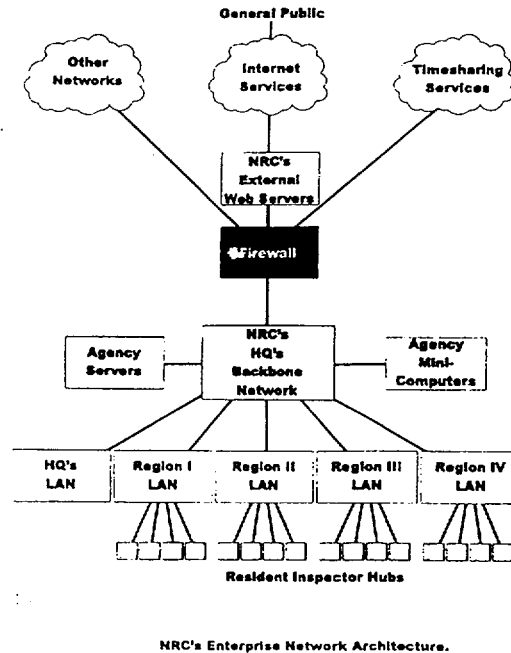 General Public
Other
Networks
Internet
Services
Timesharing
Services
NRC's
External
Web Servers
Firewall
NRC's
HQ's
Backbone
Network
Agency
Servers
Agency
Mini-
Computers
HQ's
LAN
Region I
LAN
Region II
LAN
Region III
LAN
Region IV
LAN
Resident Inspector Hubs
NRC's Enterprise Network Architecture.